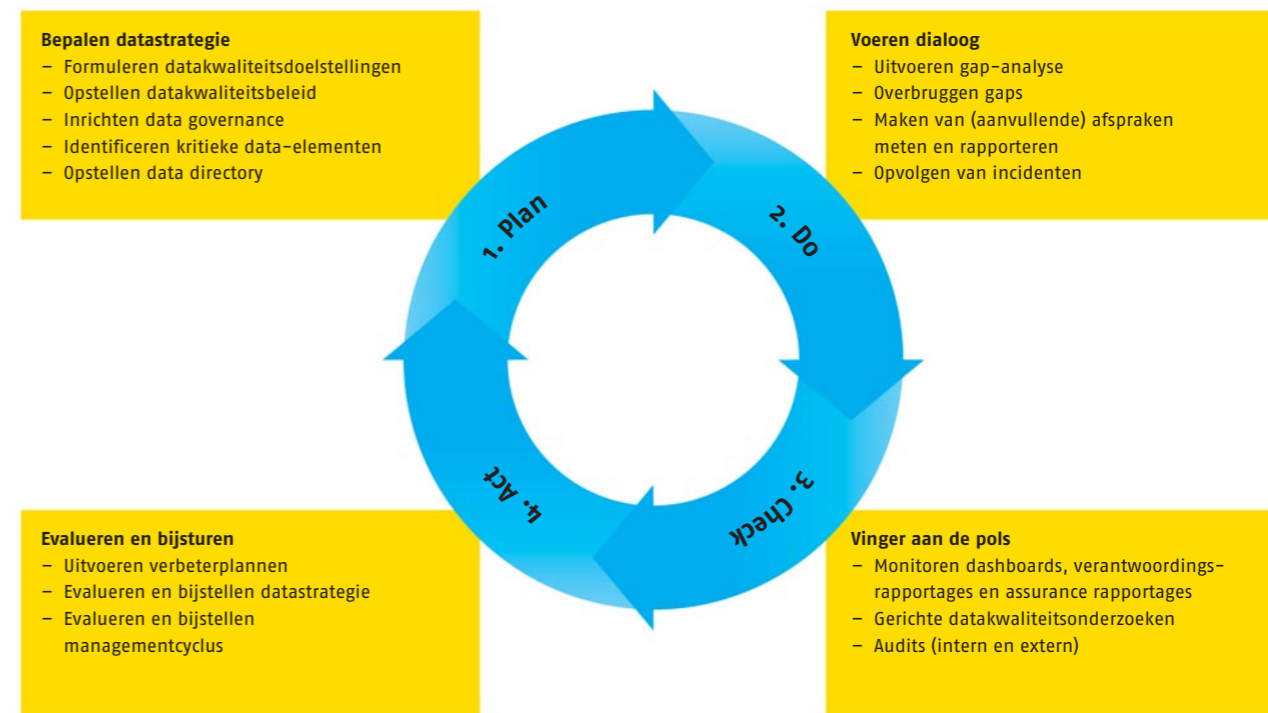 Bepalen datastrategie
– Formuleren datakwaliteitsdoelstellingen
– Opstellen datakwaliteitsbeleid
– Inrichten data governance
– Identificeren kritieke data-elementen
– Opstellen data directory
Voeren dialoog
– Uitvoeren gap-analyse
– Overbruggen gaps
– Maken van (aanvullende) afspraken
meten en rapporteren
– Opvolgen van incidenten
1. Plan
2. Do
3. Check
4. Act
Evalueren en bijsturen
– Uitvoeren verbeterplannen
– Evalueren en bijstellen datastrategie
– Evalueren en bijstellen
managementcyclus
Vinger aan de pols
– Monitoren dashboards, verantwoordings-
rapportages en assurance rapportages
– Gerichte datakwaliteitsonderzoeken
– Audits (intern en extern)